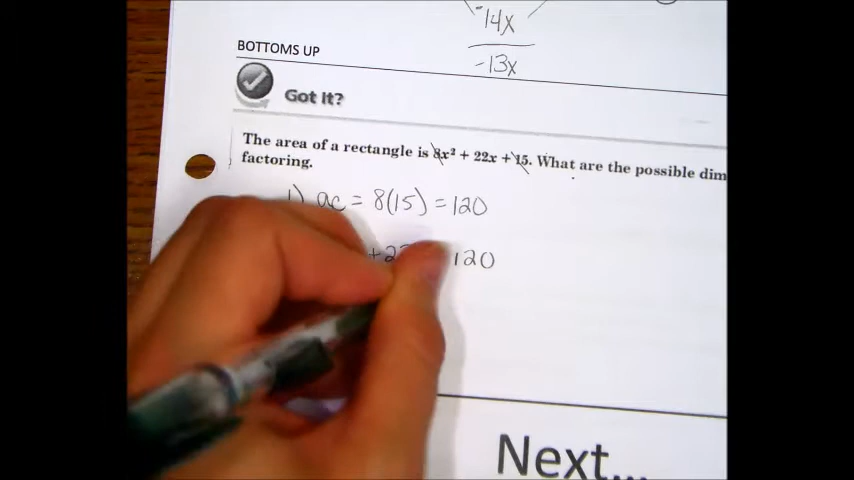 -14x
-13x
BOTTOMS UP
Got It?
The area of a rectangle is 8x² + 22x + 15. What are the possible dim
factoring.
1) ac = 8(15) = 120
120
Next...